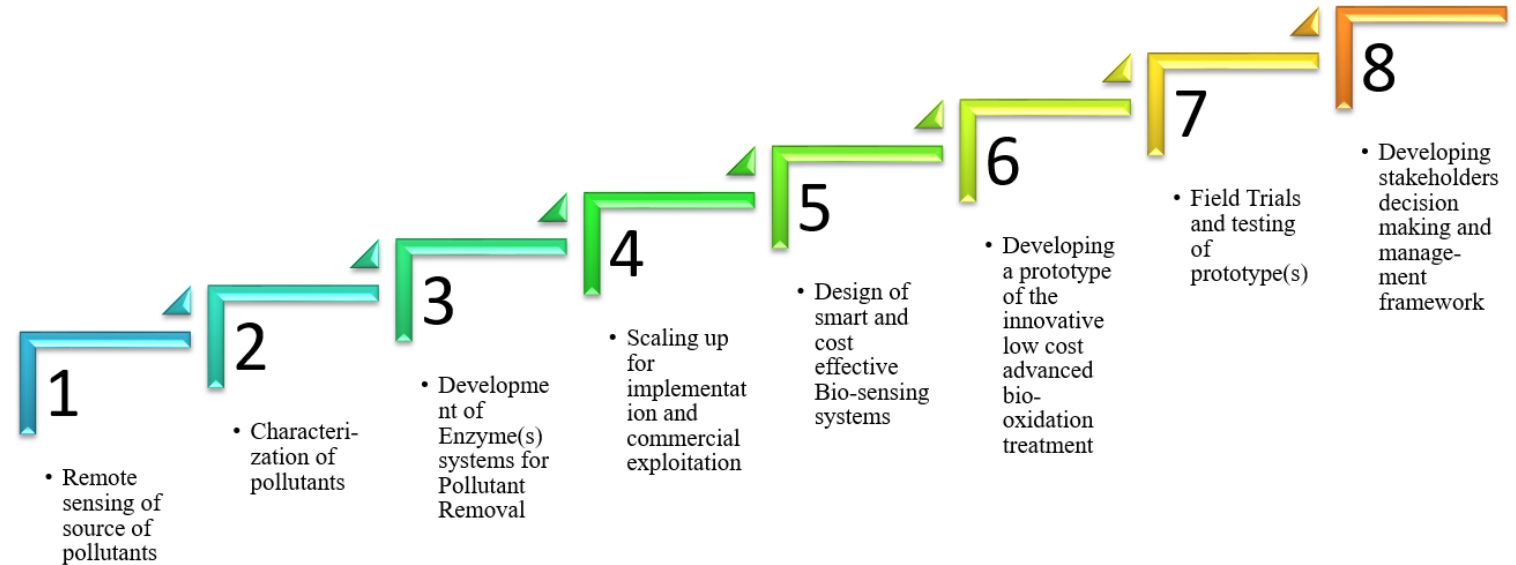 1
• Remote
sensing of
source of
pollutants
2
• Characteri-
zation of
pollutants
3
• Developme
nt of
Enzyme(s)
systems for
Pollutant
Removal
4
• Scaling up
for
implementat
ion and
commercial
exploitation
5
• Design of
smart and
cost
effective
Bio-sensing
systems
6
• Developing
a prototype
of the
innovative
low cost
advanced
bio-
oxidation
treatment
7
• Field Trials
and testing
of
prototype(s)
8
• Developing
stakeholders
decision
making and
manage-
ment
framework